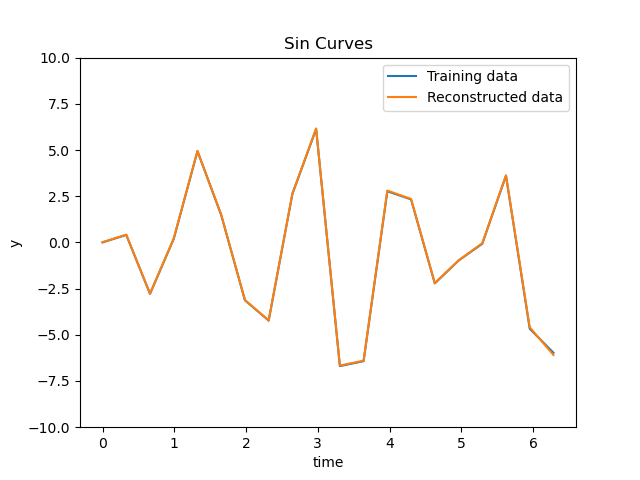 Sin Curves
10.0
7.5
5.0
2.5
0.0
−2.5
−5.0
−7.5
−10.0
y
Training data
Reconstructed data
0 1 2 3 4 5 6
time